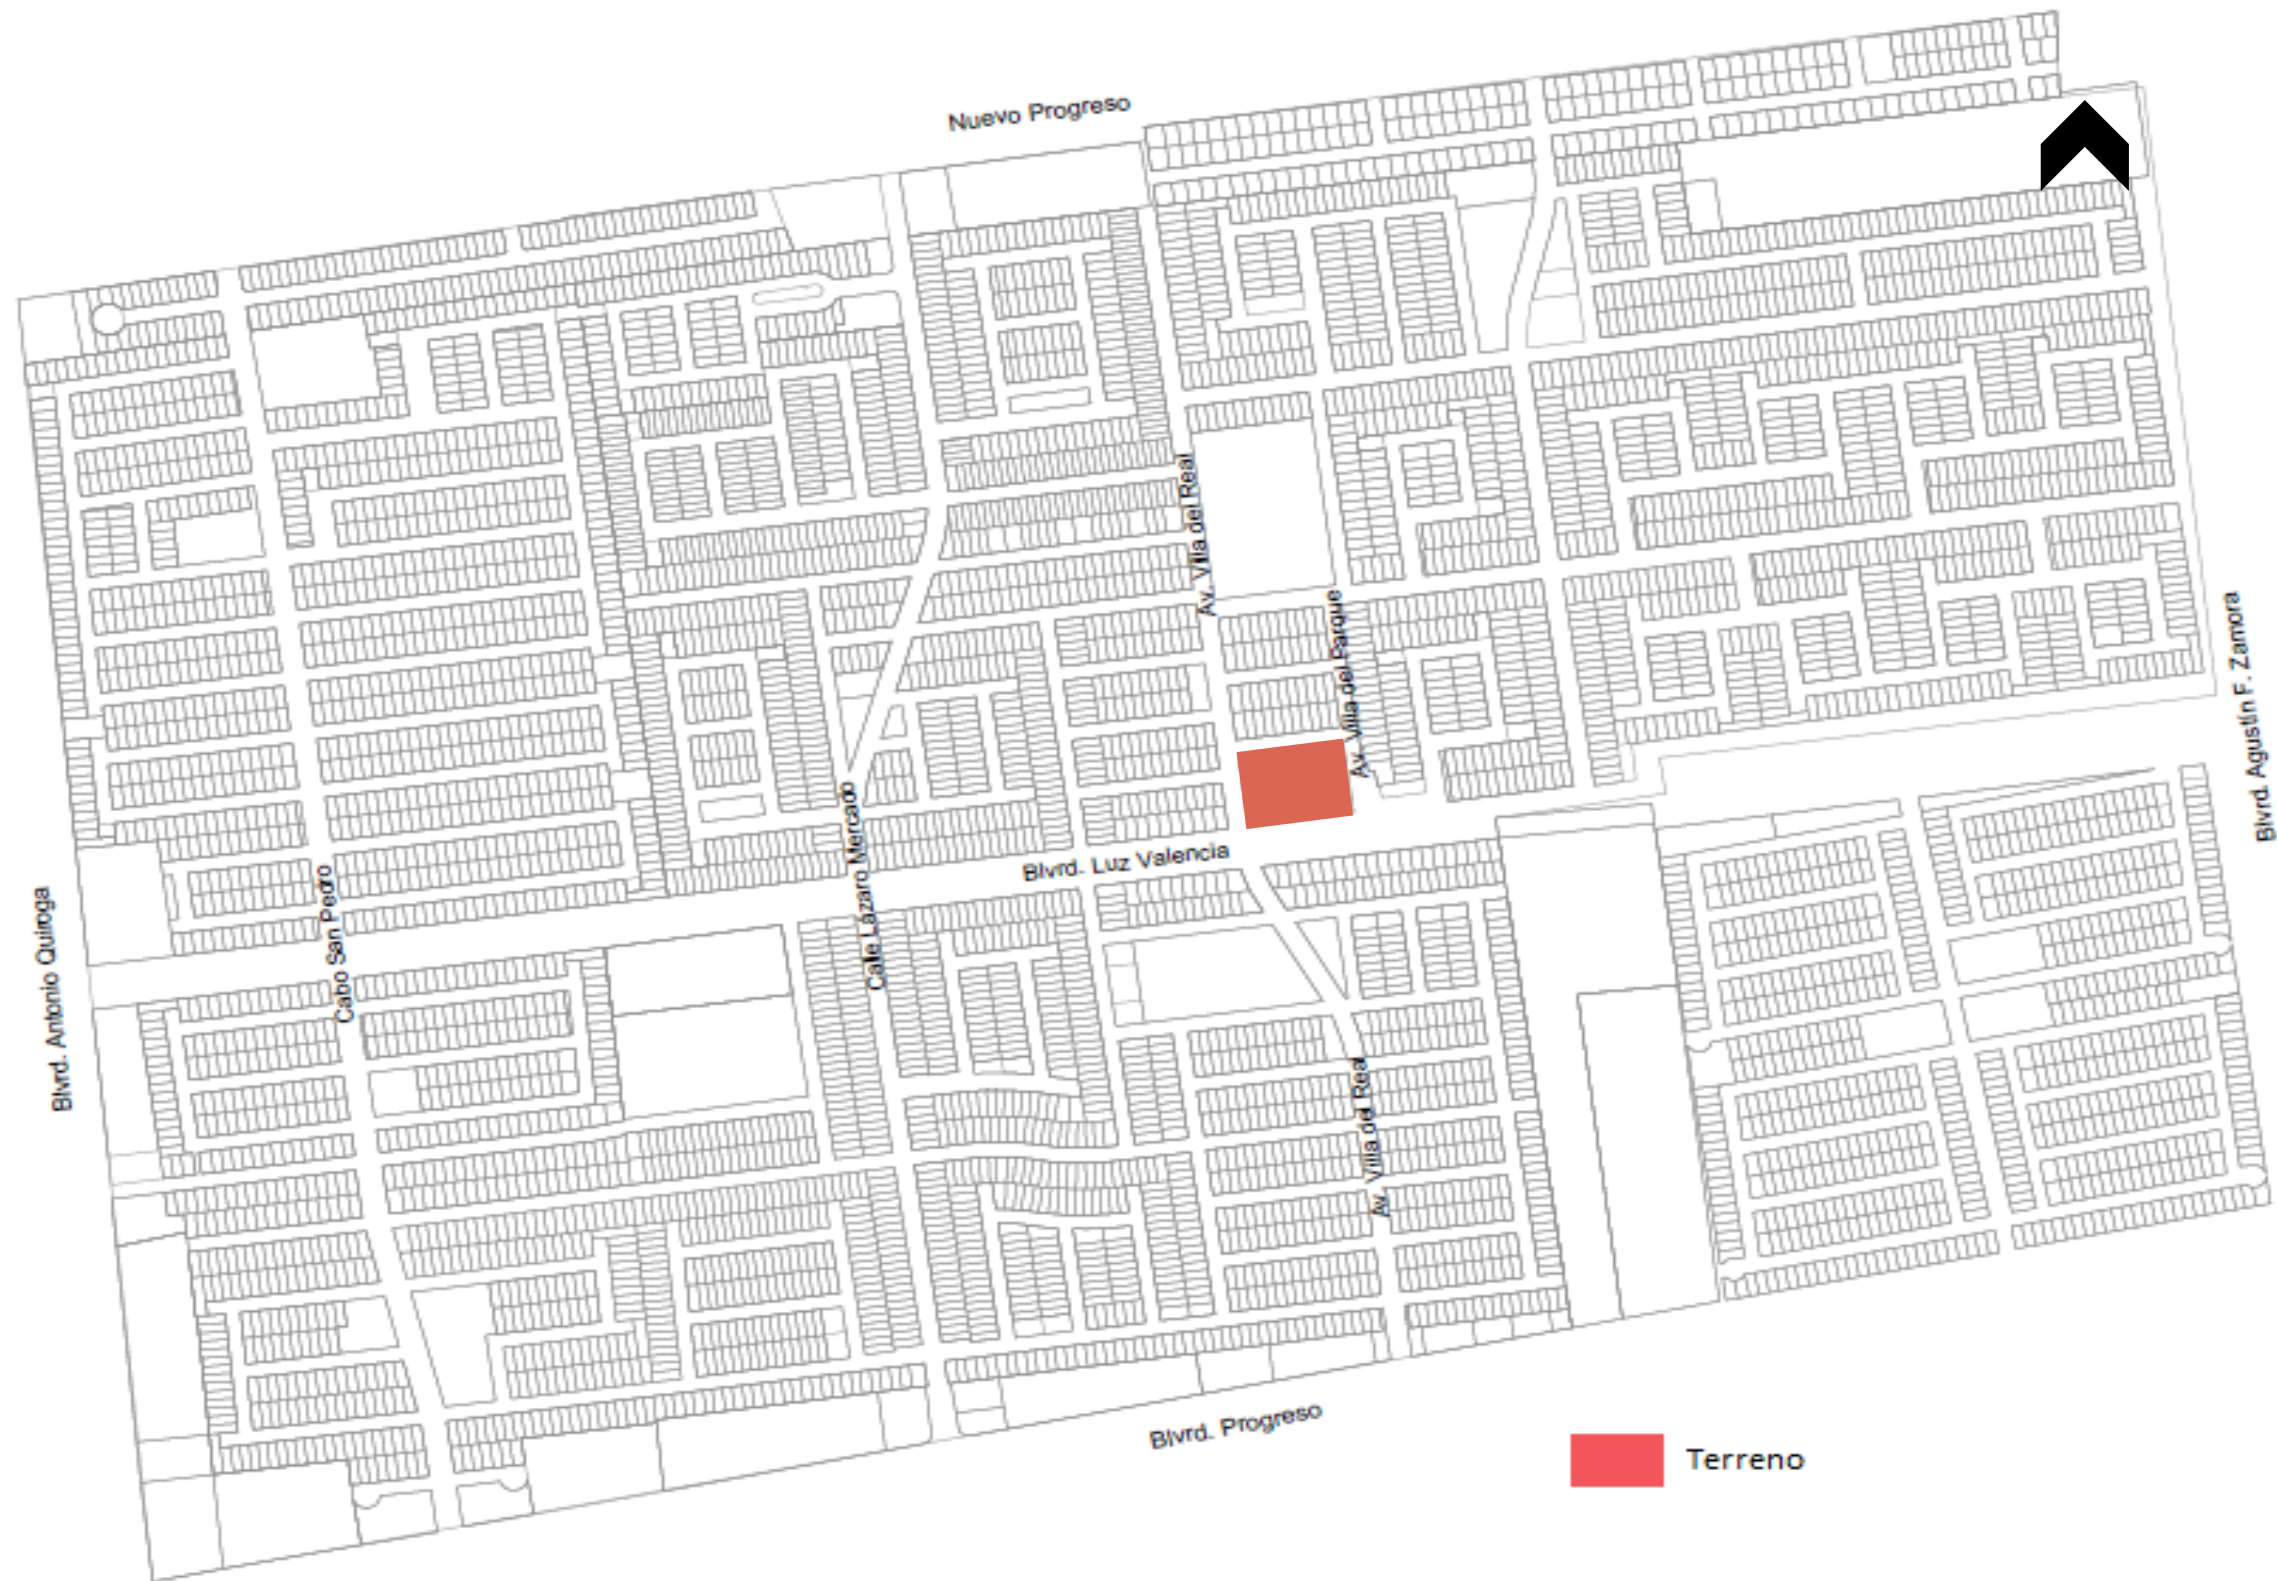 Nuevo Progreso
Av. Villa del Real
Av. Villa del Parque
Blvrd. Agustín F. Zamora
Calle Lazaro Mercado
Blvrd. Luz Valencia
Cabo San Pedro
Blvrd. Antonio Quiroga
Av. Villa del Real
Blvrd. Progreso
Terreno